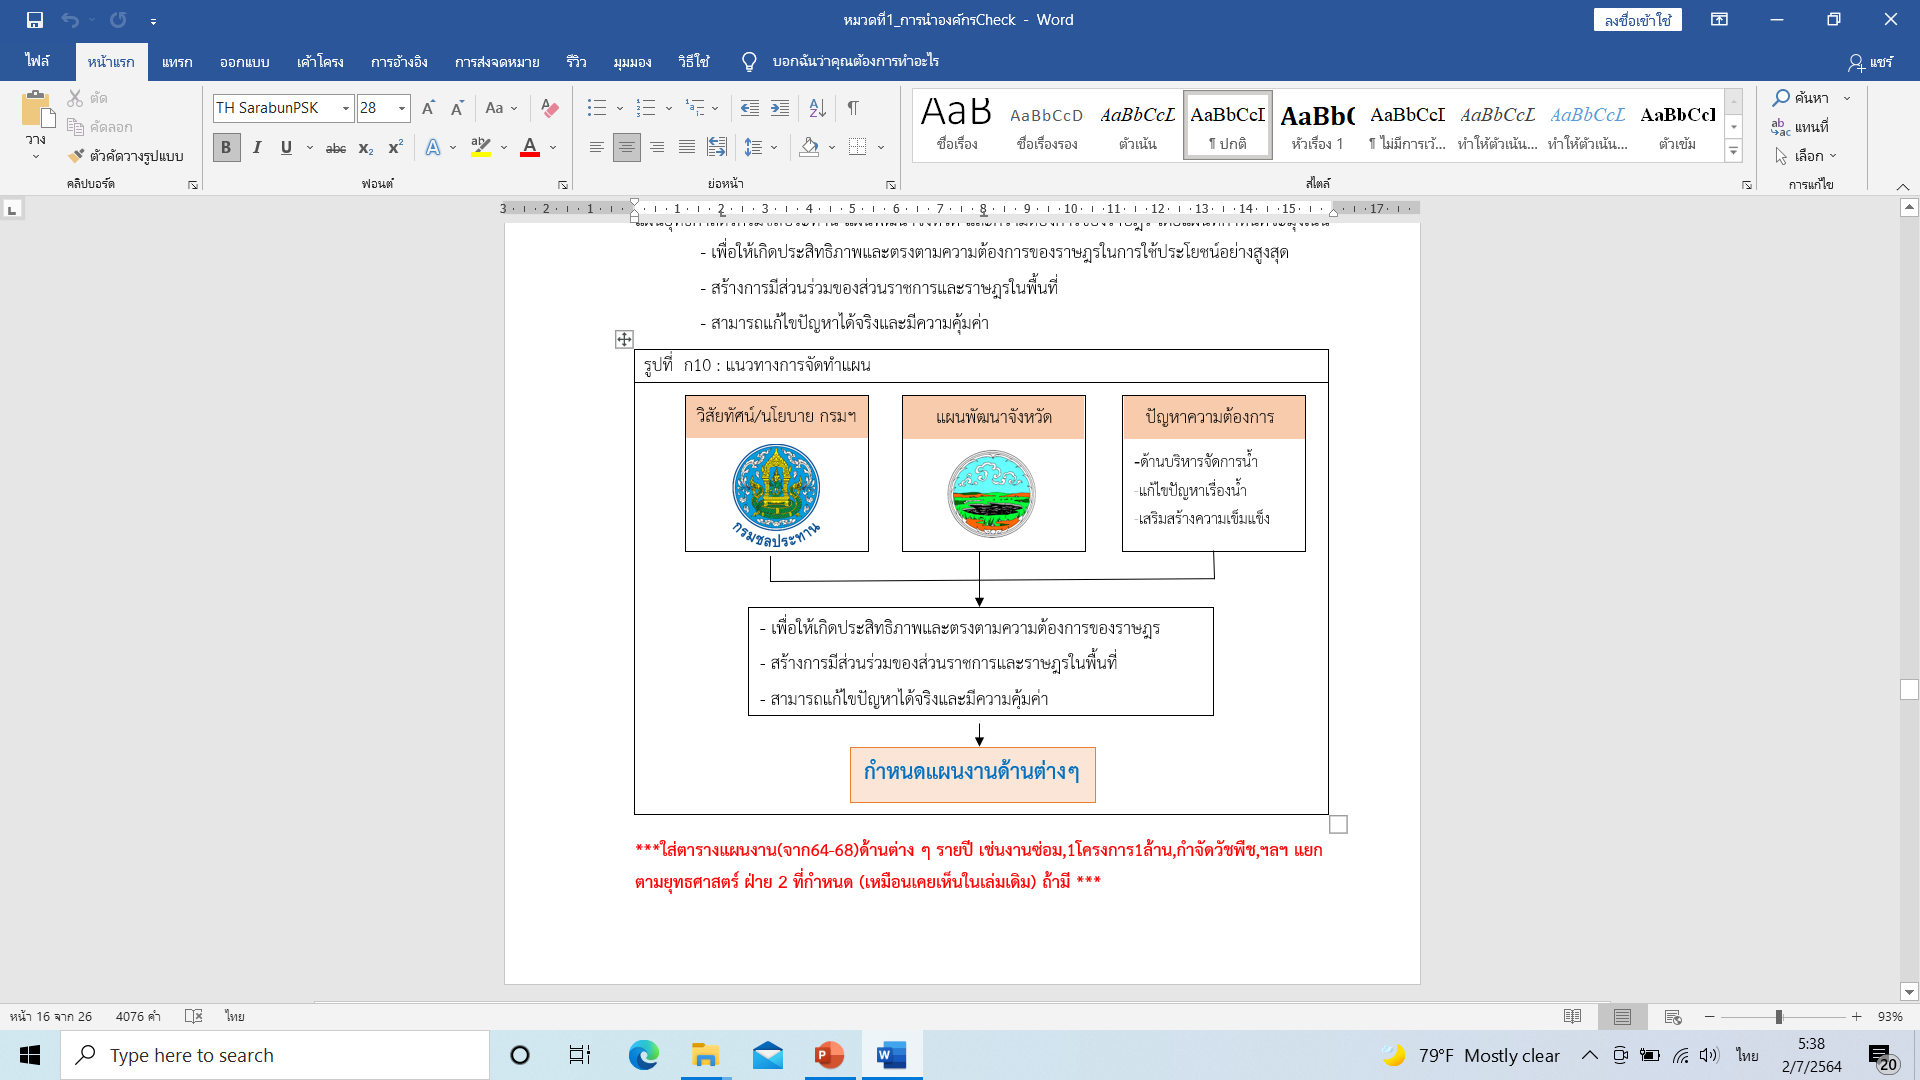 หมวดที่1_การนำองค์กรCheck - Word
ลงชื่อเข้าใช้
ไฟล์ หน้าแรก แทรก ออกแบบ เค้าโครง การอ้างอิง การส่งจดหมาย รีวิว มุมมอง วิธีใช้ บอกฉันว่าคุณต้องการทำอะไร แชร์
วาง
ตัด
คัดลอก
ตัวคัดวางรูปแบบ
คลิปบอร์ด
TH SarabunPSK 28
ฟอนต์
ย่อหน้า
AaB AaBbCcD AaBbCcL AaBbCcI AaBb( AaBbCcI AaBbCcL AaBbCcL AaBbCcI
ชื่อเรื่อง ชื่อเรื่องรอง ตัวเน้น ¶ ปกติ หัวเรื่อง 1 ¶ ไม่มีการเว้... ทำให้ตัวเน้น... ทำให้ตัวเน้น... ตัวเข้ม
สไตล์
ค้นหา
แทนที่
เลือก
การแก้ไข
3 2 1 1 2 3 4 5 6 7 8 9 10 11 12 13 14 15 17
- เพื่อให้เกิดประสิทธิภาพและตรงตามความต้องการของราษฎรในการใช้ประโยชน์อย่างสูงสุด
- สร้างการมีส่วนร่วมของส่วนราชการและราษฎรในพื้นที่
- สามารถแก้ไขปัญหาได้จริงและมีความคุ้มค่า
รูปที่ ก10 : แนวทางการจัดทำแผน
วิสัยทัศน์/นโยบาย กรมฯ
กรมชลประทาน
แผนพัฒนาจังหวัด
ปัญหาความต้องการ
-ด้านบริหารจัดการน้ำ
-แก้ไขปัญหาเรื่องน้ำ
-เสริมสร้างความเข็มแข็ง
- เพื่อให้เกิดประสิทธิภาพและตรงตามความต้องการของราษฎร
- สร้างการมีส่วนร่วมของส่วนราชการและราษฎรในพื้นที่
- สามารถแก้ไขปัญหาได้จริงและมีความคุ้มค่า
กำหนดแผนงานด้านต่างๆ
***ใส่ตารางแผนงาน(จาก64-68)ด้านต่าง ๆ รายปี เช่นงานซ่อม,1โครงการ1ล้าน,กำจัดวัชพืช,ฯลฯ แยก
ตามยุทธศาสตร์ ฝ่าย 2 ที่กำหนด (เหมือนเคยเห็นในเล่มเดิม) ถ้ามี ***
หน้า 16 จาก 26 4076 คำ ไทย 93%
Type here to search
79°F Mostly clear
ไทย
5:38
2/7/2564
20